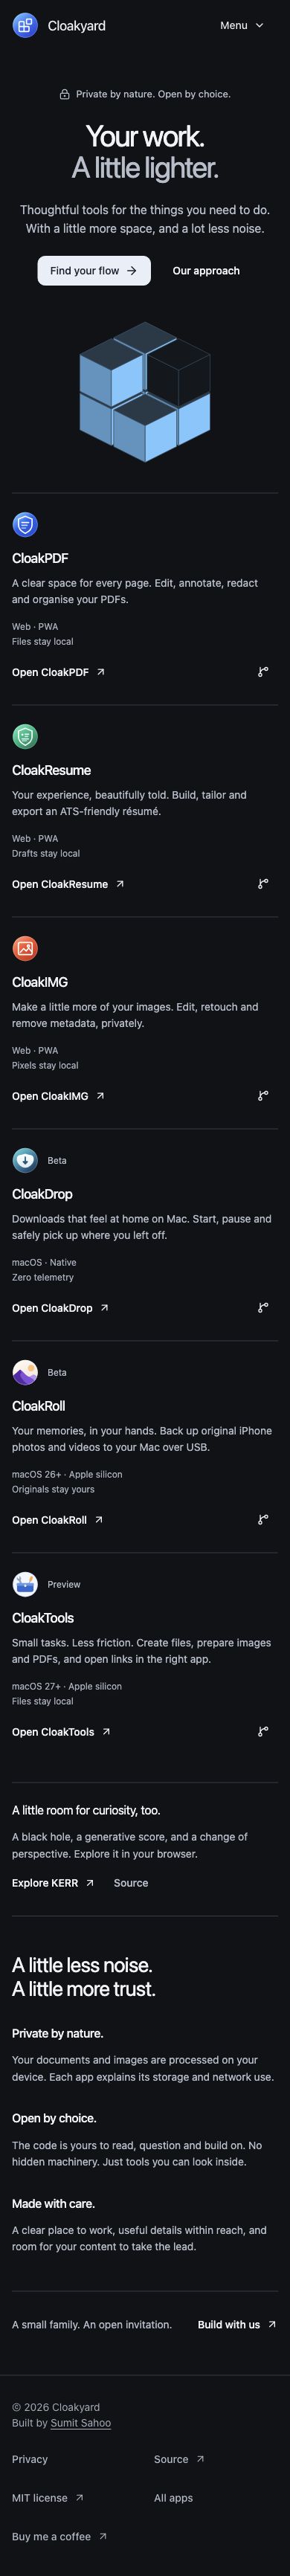 Cloakyard
Menu
Private by nature. Open by choice.
Your work.
A little lighter.
Thoughtful tools for the things you need to do.
With a little more space, and a lot less noise.
Find your flow
Our approach
CloakPDF
A clear space for every page. Edit, annotate, redact
and organise your PDFs.
Web · PWA
Files stay local
Open CloakPDF
CloakResume
Your experience, beautifully told. Build, tailor and
export an ATS-friendly résumé.
Web · PWA
Drafts stay local
Open CloakResume
CloakIMG
Make a little more of your images. Edit, retouch and
remove metadata, privately.
Web · PWA
Pixels stay local
Open CloakIMG
Beta
CloakDrop
Downloads that feel at home on Mac. Start, pause and
safely pick up where you left off.
macOS · Native
Zero telemetry
Open CloakDrop
Beta
CloakRoll
Your memories, in your hands. Back up original iPhone
photos and videos to your Mac over USB.
macOS 26+ · Apple silicon
Originals stay yours
Open CloakRoll
Preview
CloakTools
Small tasks. Less friction. Create files, prepare images
and PDFs, and open links in the right app.
macOS 27+ · Apple silicon
Files stay local
Open CloakTools
A little room for curiosity, too.
A black hole, a generative score, and a change of
perspective. Explore it in your browser.
Explore KERR
Source
A little less noise.
A little more trust.
Private by nature.
Your documents and images are processed on your
device. Each app explains its storage and network use.
Open by choice.
The code is yours to read, question and build on. No
hidden machinery. Just tools you can look inside.
Made with care.
A clear place to work, useful details within reach, and
room for your content to take the lead.
A small family. An open invitation.
Build with us
© 2026 Cloakyard
Built by Sumit Sahoo
Privacy
Source
MIT license
All apps
Buy me a coffee